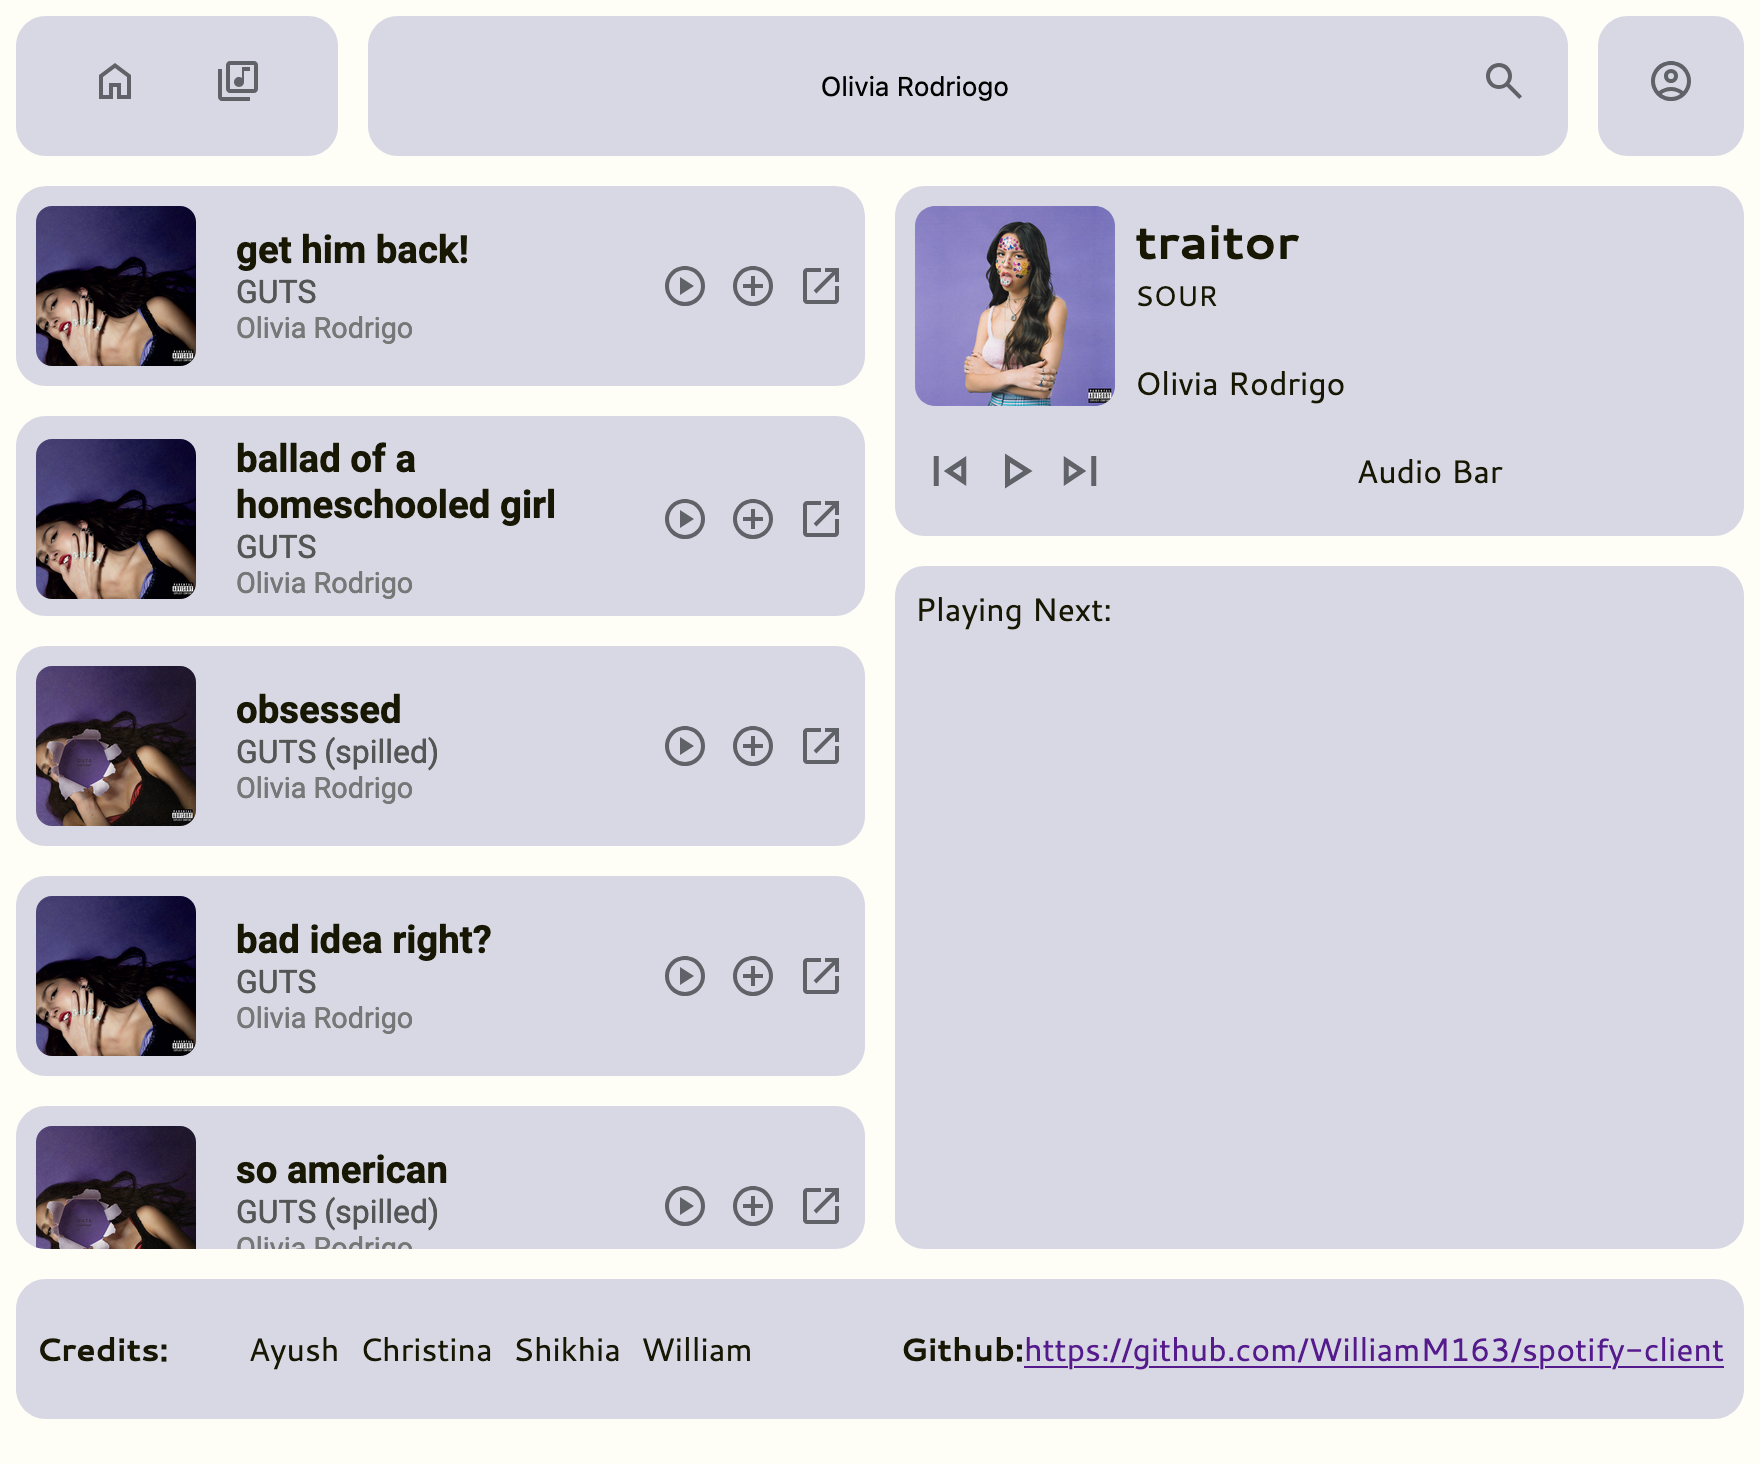 Olivia Rodriogo
get him back!
GUTS
Olivia Rodrigo
ballad of a
homeschooled girl
GUTS
Olivia Rodrigo
obsessed
GUTS (spilled)
Olivia Rodrigo
bad idea right?
GUTS
Olivia Rodrigo
so american
GUTS (spilled)
Olivia Rodrigo
traitor
SOUR
Olivia Rodrigo
Audio Bar
Playing Next:
Credits: Ayush Christina Shikhia William
Github:https://github.com/WilliamM163/spotify-client